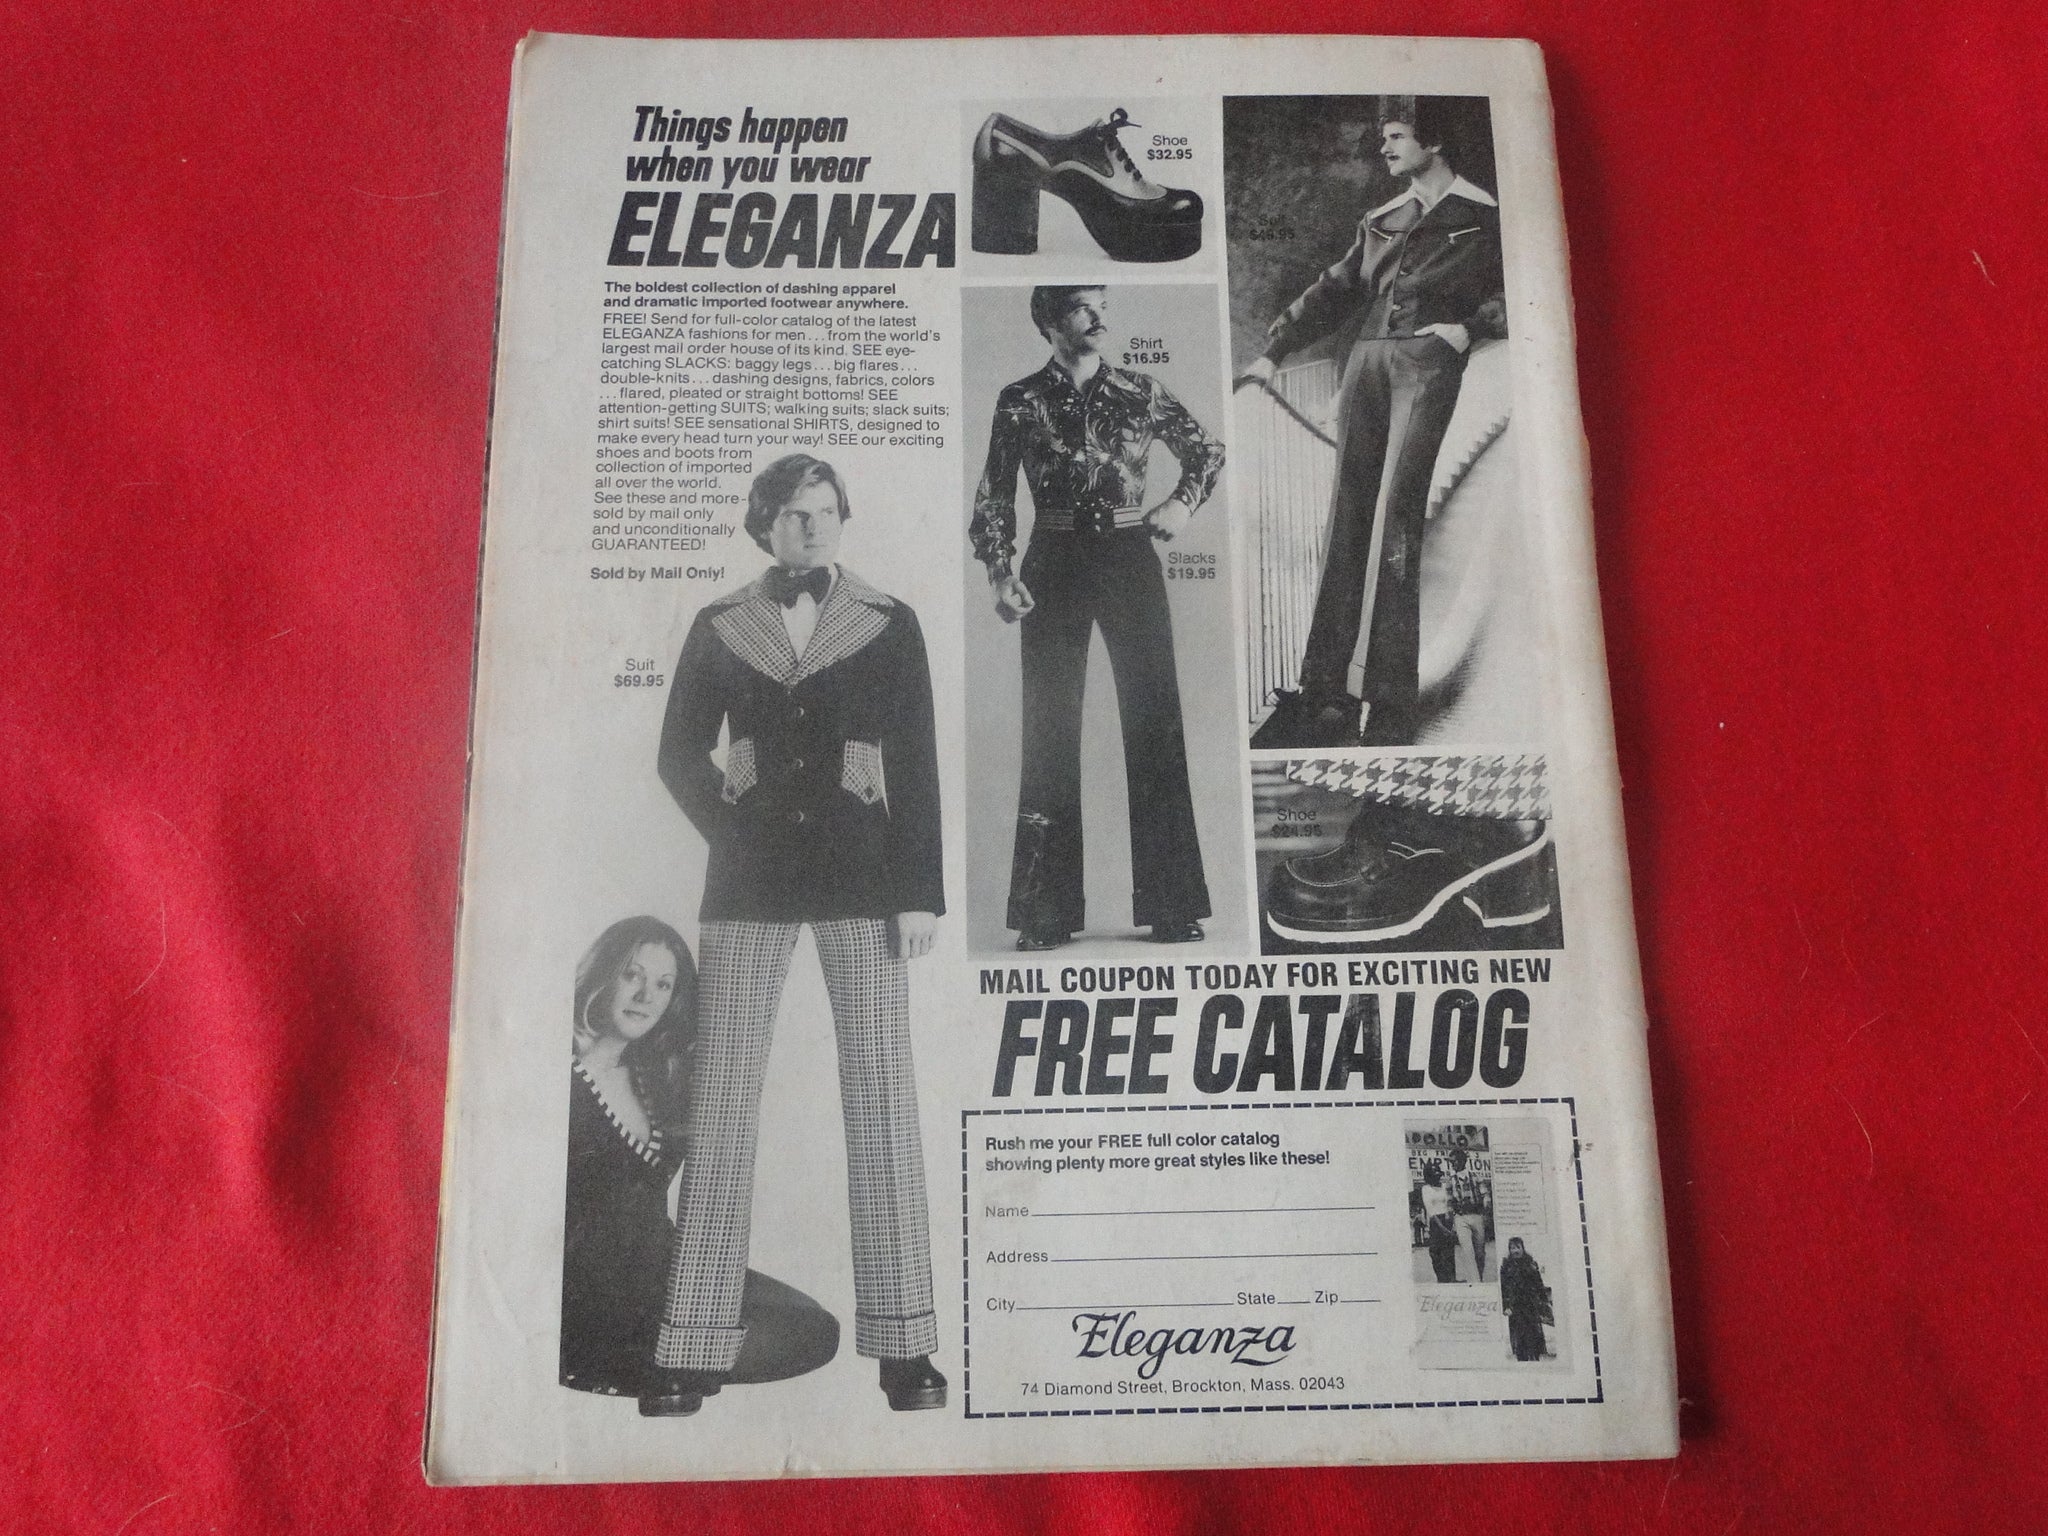 Things happen
when you wear
ELEGANZA
The boldest collection of dashing apparel
and dramatic imported footwear anywhere.
FREE! Send for full-color catalog of the latest
ELEGANZA fashions for men... from the world's
largest mail order house of its kind. SEE eye-
catching SLACKS: baggy legs... big flares...
double-knits... dashing designs, fabrics, colors
...flared, pleated or straight bottoms! SEE
attention-getting SUITS; walking suits; slack suits;
shirt suits! SEE sensational SHIRTS, designed to
make every head turn your way! SEE our exciting
shoes and boots from
collection of imported
all over the world.
See these and more-
sold by mail only
and unconditionally
GUARANTEED!
Sold by Mail Only!
Suit
$69.95
Shoe
$32.95
Shirt
$16.95
Slacks
$19.95
Suit
Shoe
$24.95
MAIL COUPON TODAY FOR EXCITING NEW
FREE CATALOG
Rush me your FREE full color catalog
showing plenty more great styles like these!
Name
Address
City State Zip
Eleganza
74 Diamond Street, Brockton, Mass. 02043
Eleganza